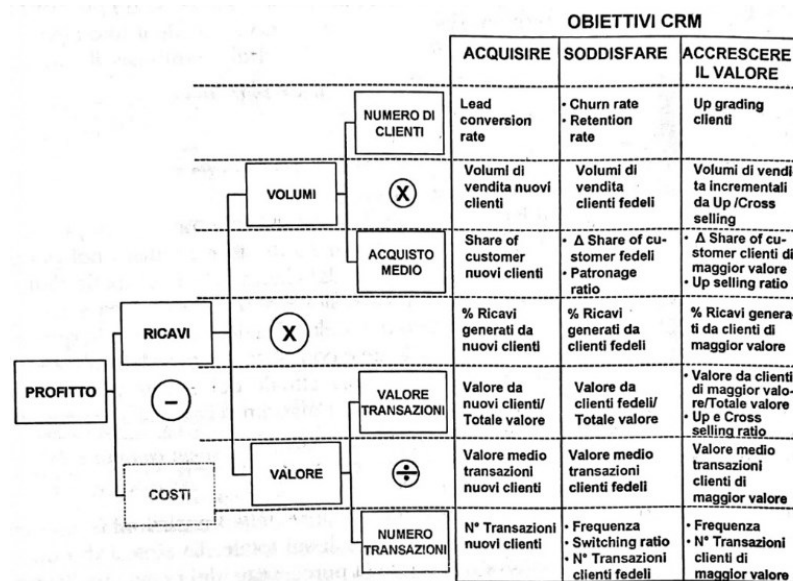 OBIETTIVI CRM
ACQUISIRE
SODDISFARE
ACCRESCERE
IL VALORE
NUMERO DI
CLIENTI
Lead
conversion
rate
• Churn rate
• Retention
rate
Up grading
clienti
VOLUMI
X
Volumi di
vendita nuovi
clienti
Volumi di
vendita
clienti fedeli
Volumi di vendi-
ta incrementali
da Up /Cross
selling
ACQUISTO
MEDIO
Share of
customer
nuovi clienti
• Δ Share of cu-
stomer fedeli
• Patronage
ratio
• Δ Share of cu-
stomer clienti di
maggior valore
• Up selling ratio
RICAVI
X
% Ricavi
generati da
nuovi clienti
% Ricavi
generati da
clienti fedeli
% Ricavi genera-
ti da clienti di
maggior valore
PROFITTO
–
VALORE
TRANSAZIONI
Valore da
nuovi clienti/
Totale valore
Valore da
clienti fedeli/
Totale valore
• Valore da clienti
di maggior valo-
re/Totale valore
• Up e Cross
selling ratio
COSTI
VALORE
÷
Valore medio
transazioni
nuovi clienti
Valore medio
transazioni
clienti fedeli
Valore medio
transazioni
clienti di
maggior valore
NUMERO
TRANSAZIONI
N° Transazioni
nuovi clienti
• Frequenza
• Switching ratio
• N° Transazioni
clienti fedeli
• Frequenza
• N° Transazioni
clienti di
maggior valore